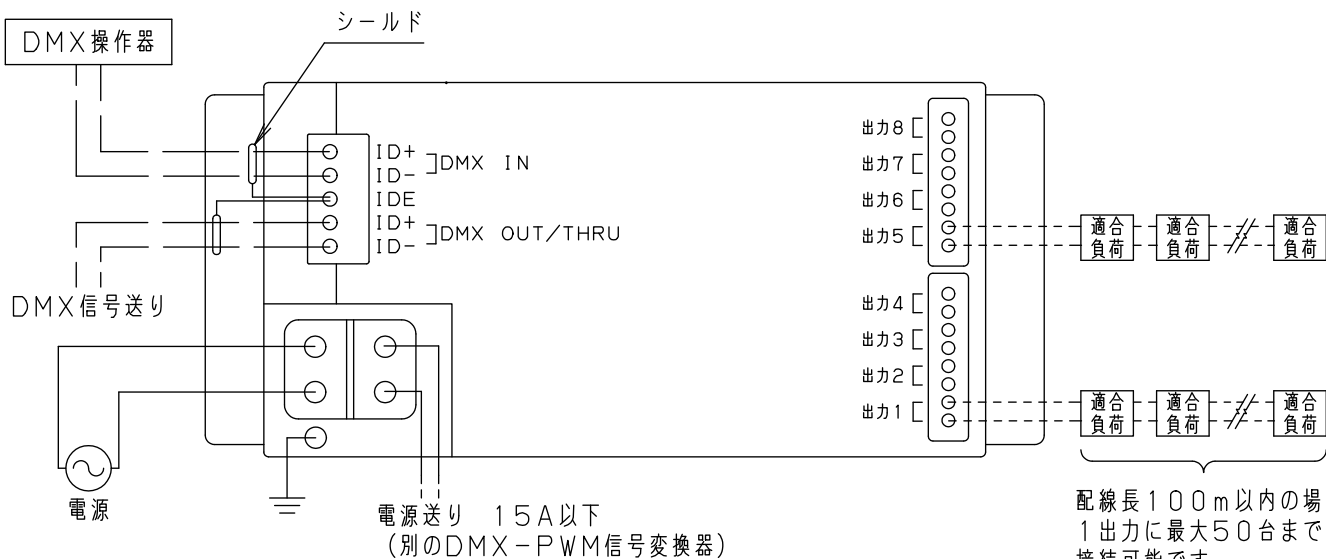 シールド
DMX操作器
ID+
ID-
DMX IN
IDE
ID+
ID-
DMX OUT/THRU
DMX信号送り
電源
電源送り 15A以下
(別のDMX-PWM信号変換器)
出力8
出力7
出力6
出力5
出力4
出力3
出力2
出力1
適合
負荷
適合
負荷
適合
負荷
適合
負荷
適合
負荷
適合
負荷
配線長100m以内の場
1出力に最大50台まで
接続可能です